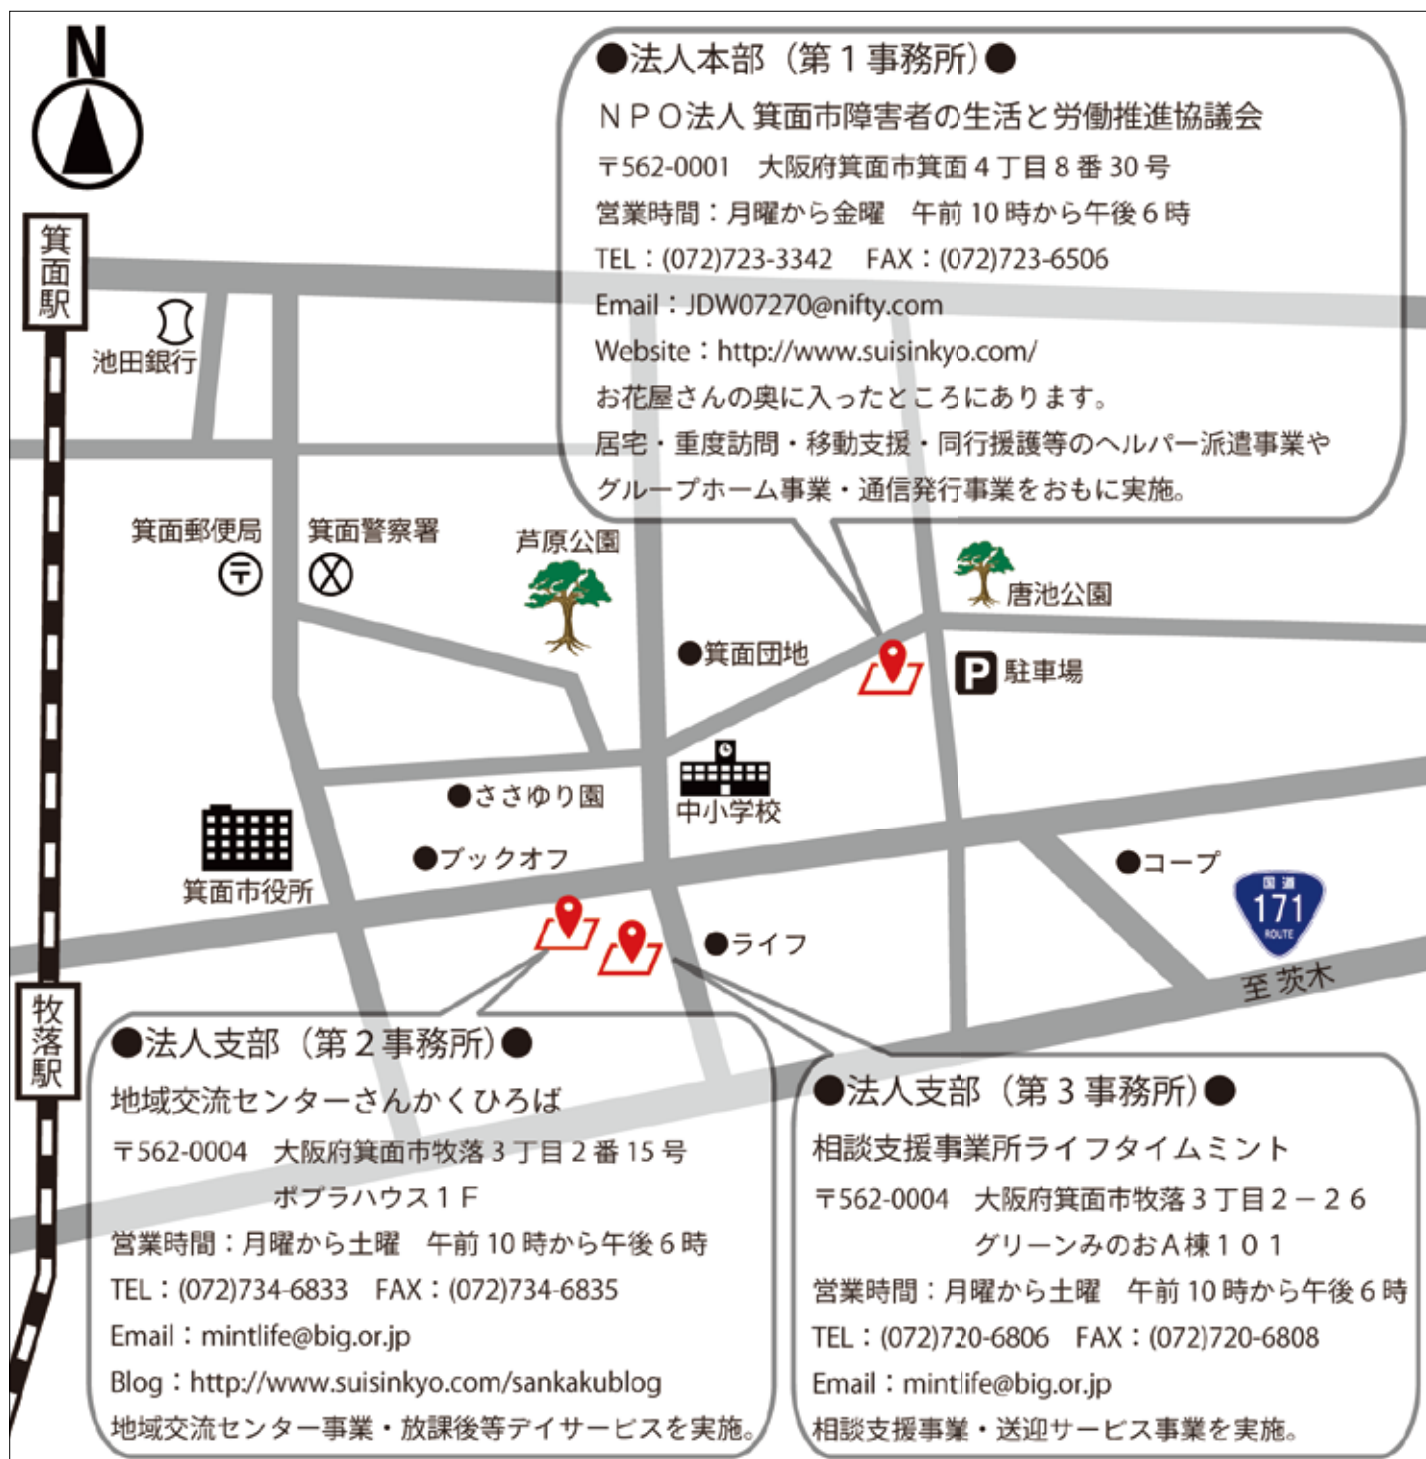 N
●法人本部（第１事務所）●
ＮＰＯ法人 箕面市障害者の生活と労働推進協議会
〒562-0001　大阪府箕面市箕面４丁目８番 30 号
営業時間：月曜から金曜　午前 10 時から午後６時
TEL：(072)723-3342　FAX：(072)723-6506
Email：JDW07270@nifty.com
Website：http://www.suisinkyo.com/
お花屋さんの奥に入ったところにあります。
居宅・重度訪問・移動支援・同行援護等のヘルパー派遣事業や
グループホーム事業・通信発行事業をおもに実施。
箕面駅
池田銀行
箕面郵便局
箕面警察署
〒
芦原公園
唐池公園
●箕面団地
P 駐車場
●ささゆり園
中小学校
●ブックオフ
箕面市役所
●コープ
国道
171
ROUTE
●ライフ
至 茨木
牧落駅
●法人支部（第２事務所）●
地域交流センターさんかくひろば
〒562-0004　大阪府箕面市牧落３丁目２番 15 号
ポプラハウス１Ｆ
営業時間：月曜から土曜　午前 10 時から午後６時
TEL：(072)734-6833　FAX：(072)734-6835
Email：mintlife@big.or.jp
Blog：http://www.suisinkyo.com/sankakublog
地域交流センター事業・放課後等デイサービスを実施。
●法人支部（第３事務所）●
相談支援事業所ライフタイムミント
〒562-0004　大阪府箕面市牧落３丁目２－２６
グリーンみのおＡ棟１０１
営業時間：月曜から土曜　午前 10 時から午後６時
TEL：(072)720-6806　FAX：(072)720-6808
Email：mintlife@big.or.jp
相談支援事業・送迎サービス事業を実施。